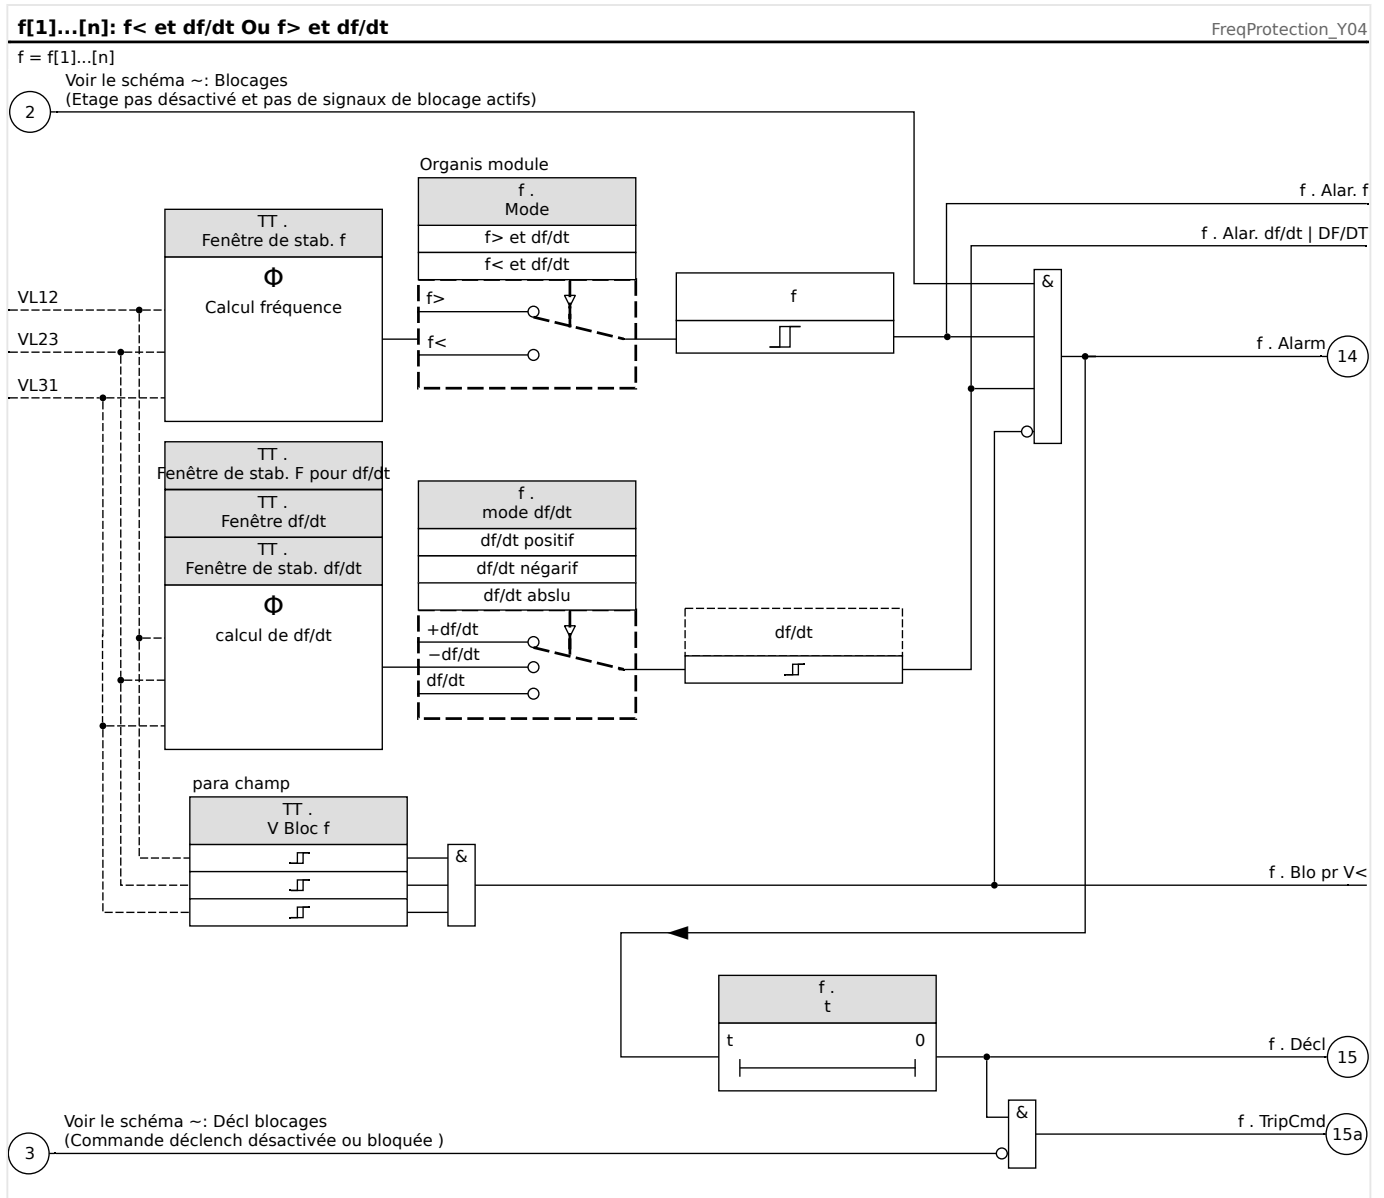 f[1]...[n]: f< et df/dt Ou f> et df/dt
FreqProtection_Y04
f = f[1]...[n]
Voir le schéma ~: Blocages
(Etage pas désactivé et pas de signaux de blocage actifs)
2
Organis module
f .
Mode
f> et df/dt
f< et df/dt
f>
f<
TT .
Fenêtre de stab. f
Φ
Calcul fréquence
VL12
VL23
VL31
f
f . Alar. f
f . Alar. df/dt | DF/DT
&
f . Alarm
14
TT .
Fenêtre de stab. F pour df/dt
TT .
Fenêtre df/dt
TT .
Fenêtre de stab. df/dt
Φ
calcul de df/dt
f .
mode df/dt
df/dt positif
df/dt négarif
df/dt abslu
+df/dt
−df/dt
df/dt
df/dt
para champ
TT .
V Bloc f
&
f . Blo pr V<
f .
t
t
0
f . Décl
15
Voir le schéma ~: Décl blocages
(Commande déclench désactivée ou bloquée )
3
&
f . TripCmd
15a